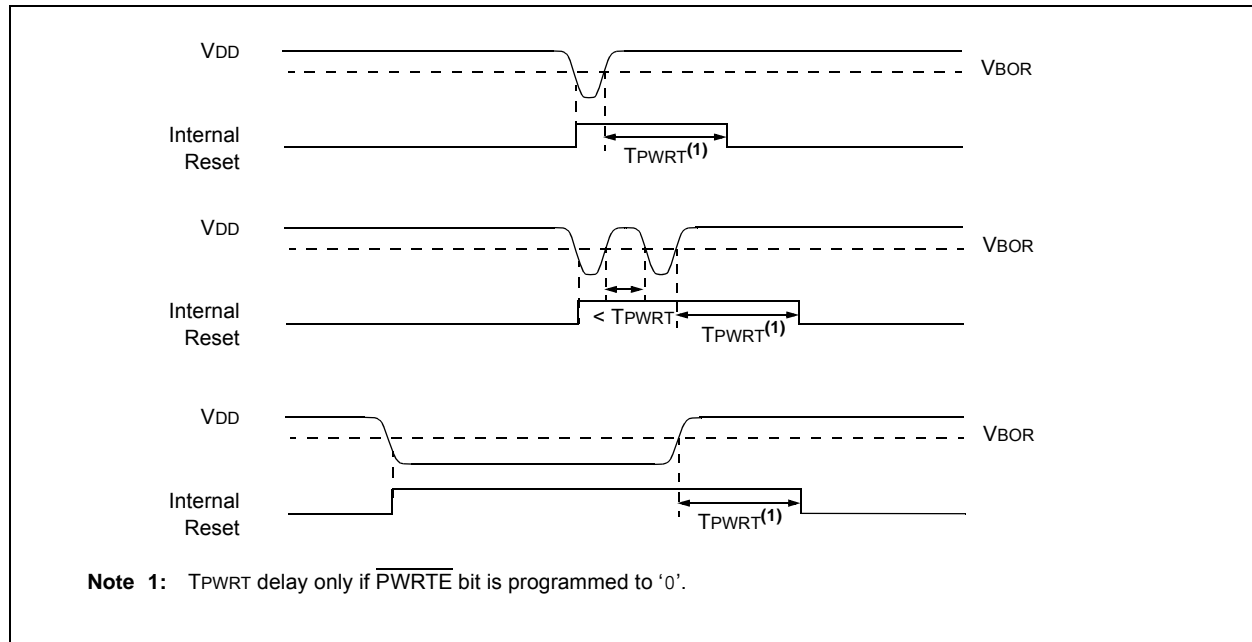 VDD
VBOR
Internal
Reset
TPWRT(1)
VDD
VBOR
Internal
Reset
< TPWRT
TPWRT(1)
VDD
VBOR
Internal
Reset
TPWRT(1)
Note 1: TPWRT delay only if PWRTE bit is programmed to ‘0’.